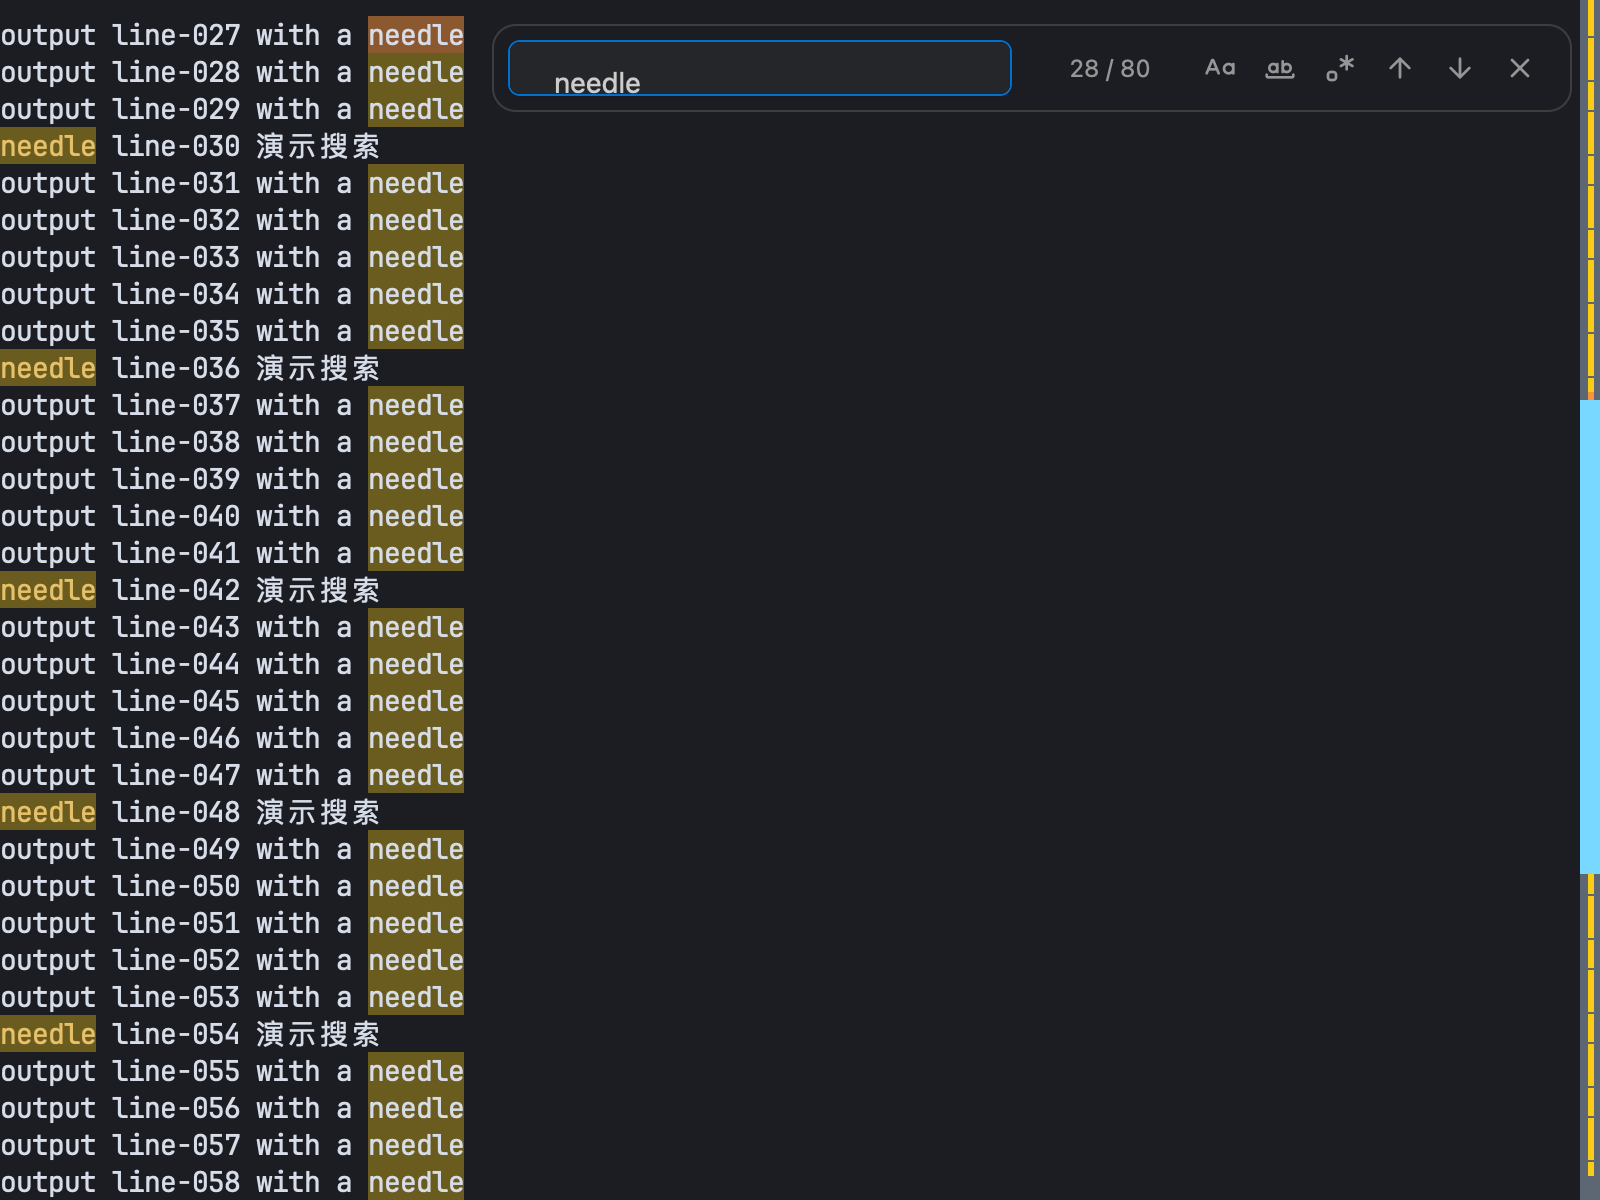 output line-027 with a needle
output line-028 with a needle
output line-029 with a needle
needle line-030 演示搜索
output line-031 with a needle
output line-032 with a needle
output line-033 with a needle
output line-034 with a needle
output line-035 with a needle
needle line-036 演示搜索
output line-037 with a needle
output line-038 with a needle
output line-039 with a needle
output line-040 with a needle
output line-041 with a needle
needle line-042 演示搜索
output line-043 with a needle
output line-044 with a needle
output line-045 with a needle
output line-046 with a needle
output line-047 with a needle
needle line-048 演示搜索
output line-049 with a needle
output line-050 with a needle
output line-051 with a needle
output line-052 with a needle
output line-053 with a needle
needle line-054 演示搜索
output line-055 with a needle
output line-056 with a needle
output line-057 with a needle
output line-058 with a needle
needle
28 / 80
Aa
ab
.*